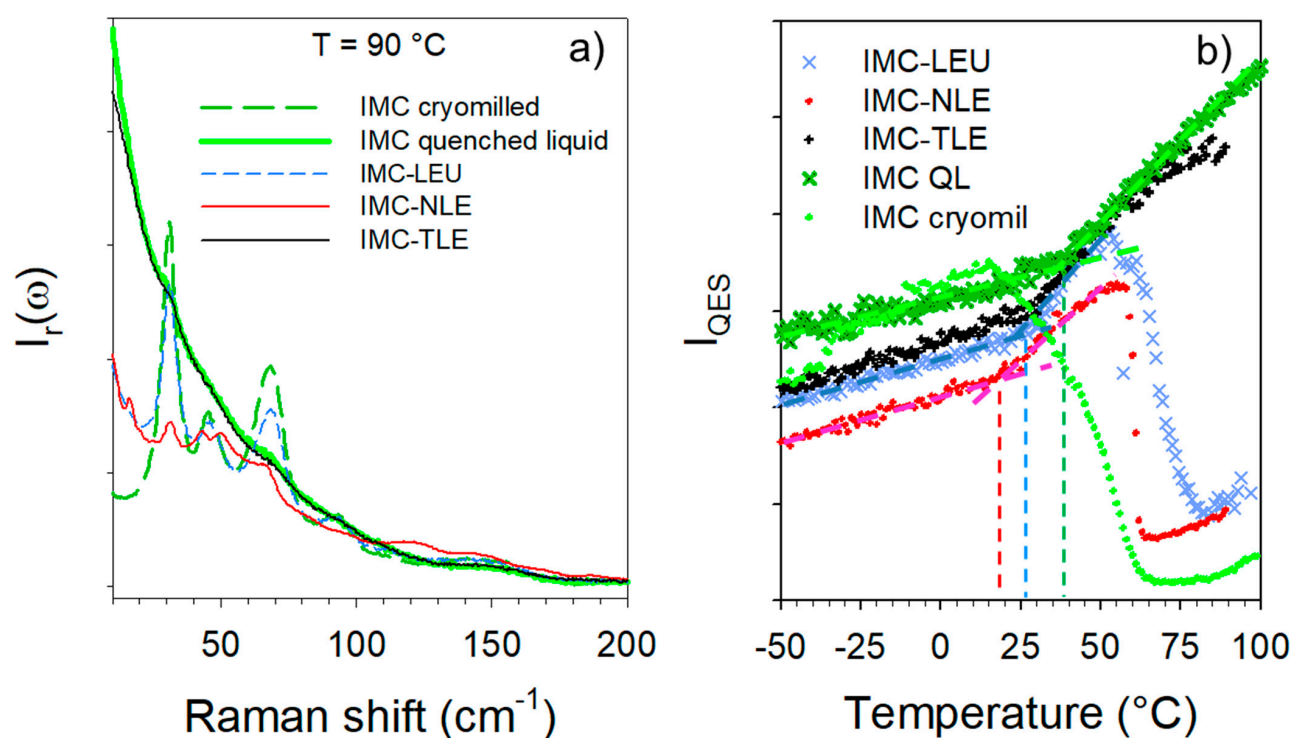 T = 90 °C
a)
IMC cryomilled
IMC quenched liquid
IMC-LEU
IMC-NLE
IMC-TLE
I_r(ω)
50
100
150
200
Raman shift (cm⁻¹)
b)
IMC-LEU
IMC-NLE
IMC-TLE
IMC QL
IMC cryomil
I_QES
-50
-25
0
25
50
75
100
Temperature (°C)